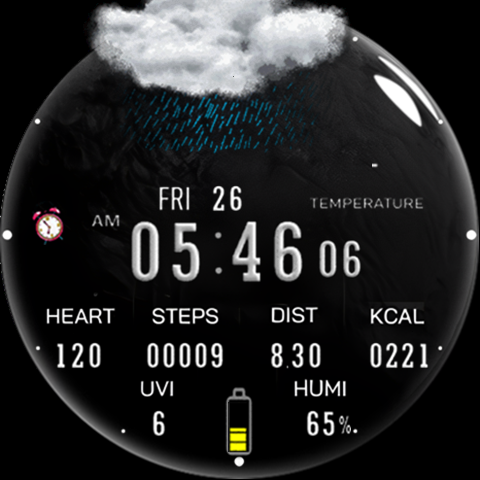 FRI 26
TEMPERATURE
AM
05:46 06
HEART STEPS DIST KCAL
120 00009 8.30 0221
UVI HUMI
6 65%